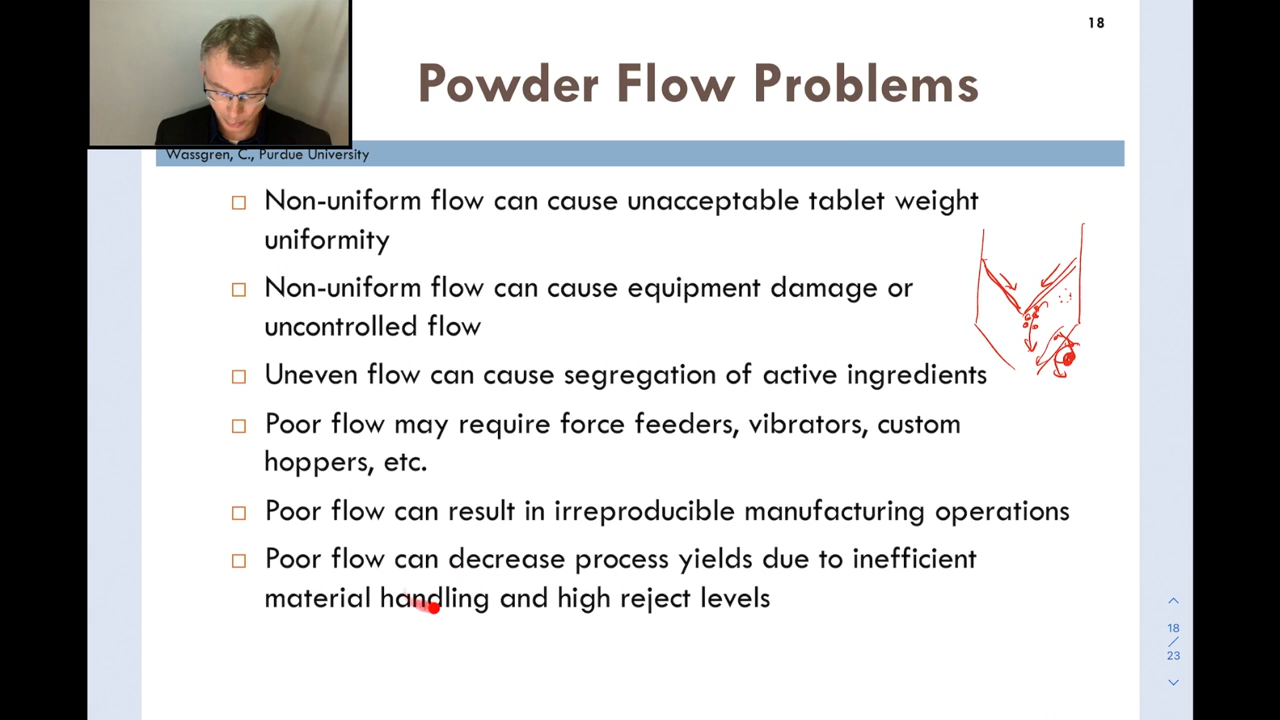 18
Powder Flow Problems
Wassgren, C., Purdue University
Non-uniform flow can cause unacceptable tablet weight
uniformity
Non-uniform flow can cause equipment damage or
uncontrolled flow
Uneven flow can cause segregation of active ingredients
Poor flow may require force feeders, vibrators, custom
hoppers, etc.
Poor flow can result in irreproducible manufacturing operations
Poor flow can decrease process yields due to inefficient
material handling and high reject levels
18
/
23